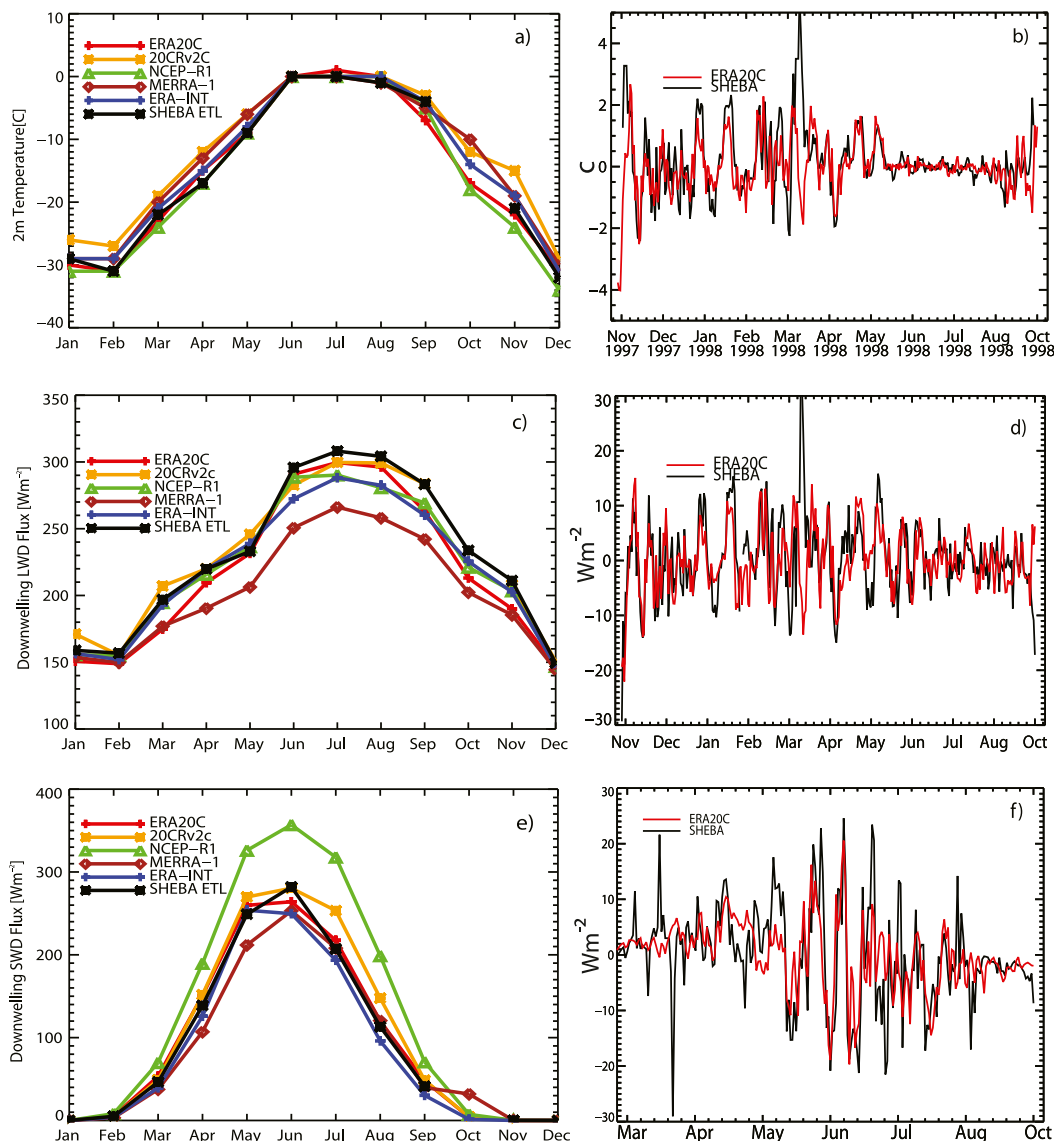 a)
ERA20C
20CRv2C
NCEP−R1
MERRA−1
ERA−INT
SHEBA ETL
2m Temperature[C]
10
0
−10
−20
−30
−40
Jan Feb Mar Apr May Jun Jul Aug Sep Oct Nov Dec
b)
ERA20C
SHEBA
C
4
2
0
−2
−4
Nov Dec Jan Feb Mar Apr May Jun Jul Aug Sep Oct
1997 1997 1998 1998 1998 1998 1998 1998 1998 1998 1998 1998
c)
ERA20C
20CRv2c
NCEP−R1
MERRA−1
ERA−INT
SHEBA ETL
Downwelling LWD Flux [Wm⁻²]
350
300
250
200
150
100
Jan Feb Mar Apr May Jun Jul Aug Sep Oct Nov Dec
d)
ERA20C
SHEBA
Wm⁻²
30
20
10
0
−10
−20
−30
Nov Dec Jan Feb Mar Apr May Jun Jul Aug Oct
e)
ERA20C
20CRv2c
NCEP−R1
MERRA−1
ERA−INT
SHEBA ETL
Downwelling SWD Flux [Wm⁻²]
400
300
200
100
0
Jan Feb Mar Apr May Jun Jul Aug Sep Oct Nov Dec
f)
ERA20C
SHEBA
Wm⁻²
30
20
10
0
−10
−20
−30
Mar Apr May Jun Jul Aug Oct